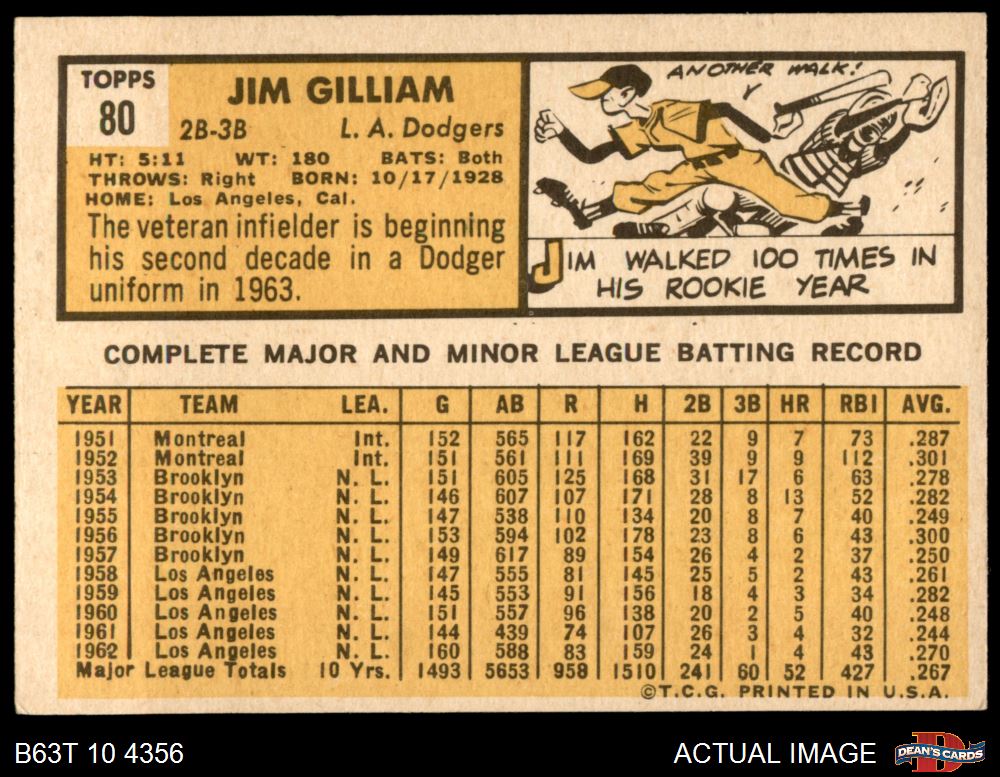 TOPPS
80
JIM GILLIAM
2B-3B L. A. Dodgers
HT: 5:11 WT: 180 BATS: Both
THROWS: Right BORN: 10/17/1928
HOME: Los Angeles, Cal.
The veteran infielder is beginning
his second decade in a Dodger
uniform in 1963.
ANOTHER WALK!
JIM WALKED 100 TIMES IN
HIS ROOKIE YEAR
COMPLETE MAJOR AND MINOR LEAGUE BATTING RECORD
YEAR TEAM LEA. G AB R H 2B 3B HR RBI AVG.
1951 Montreal Int. 152 565 117 162 22 9 7 73 .287
1952 Montreal Int. 151 561 111 169 39 9 9 112 .301
1953 Brooklyn N. L. 151 605 125 168 31 17 6 63 .278
1954 Brooklyn N. L. 146 607 107 171 28 8 13 52 .282
1955 Brooklyn N. L. 147 538 110 134 20 8 7 40 .249
1956 Brooklyn N. L. 153 594 102 178 23 8 6 43 .300
1957 Brooklyn N. L. 149 617 89 154 26 4 2 37 .250
1958 Los Angeles N. L. 147 555 81 145 25 5 2 43 .261
1959 Los Angeles N. L. 145 553 91 156 18 4 3 34 .282
1960 Los Angeles N. L. 151 557 96 138 20 2 5 40 .248
1961 Los Angeles N. L. 144 439 74 107 26 3 4 32 .244
1962 Los Angeles N. L. 160 588 83 159 24 1 4 43 .270
Major League Totals 10 Yrs. 1493 5653 958 1510 241 60 52 427 .267
©T.C.G. PRINTED IN U.S.A.
B63T 10 4356 ACTUAL IMAGE
DEAN'S CARDS